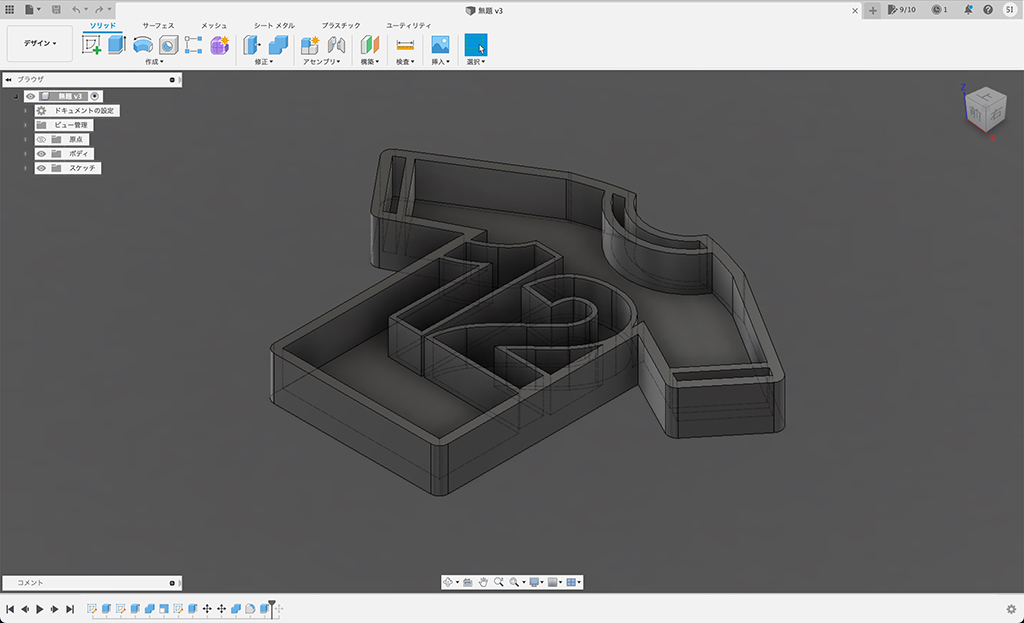 無題 v3
9/10
1
SI
デザイン
ソリッド
サーフェス
メッシュ
シート メタル
プラスチック
ユーティリティ
作成
修正
アセンブリ
構築
検査
挿入
選択
ブラウザ
無題 v3
ドキュメントの設定
ビュー管理
原点
ボディ
スケッチ
Z
上
前
右
12
コメント